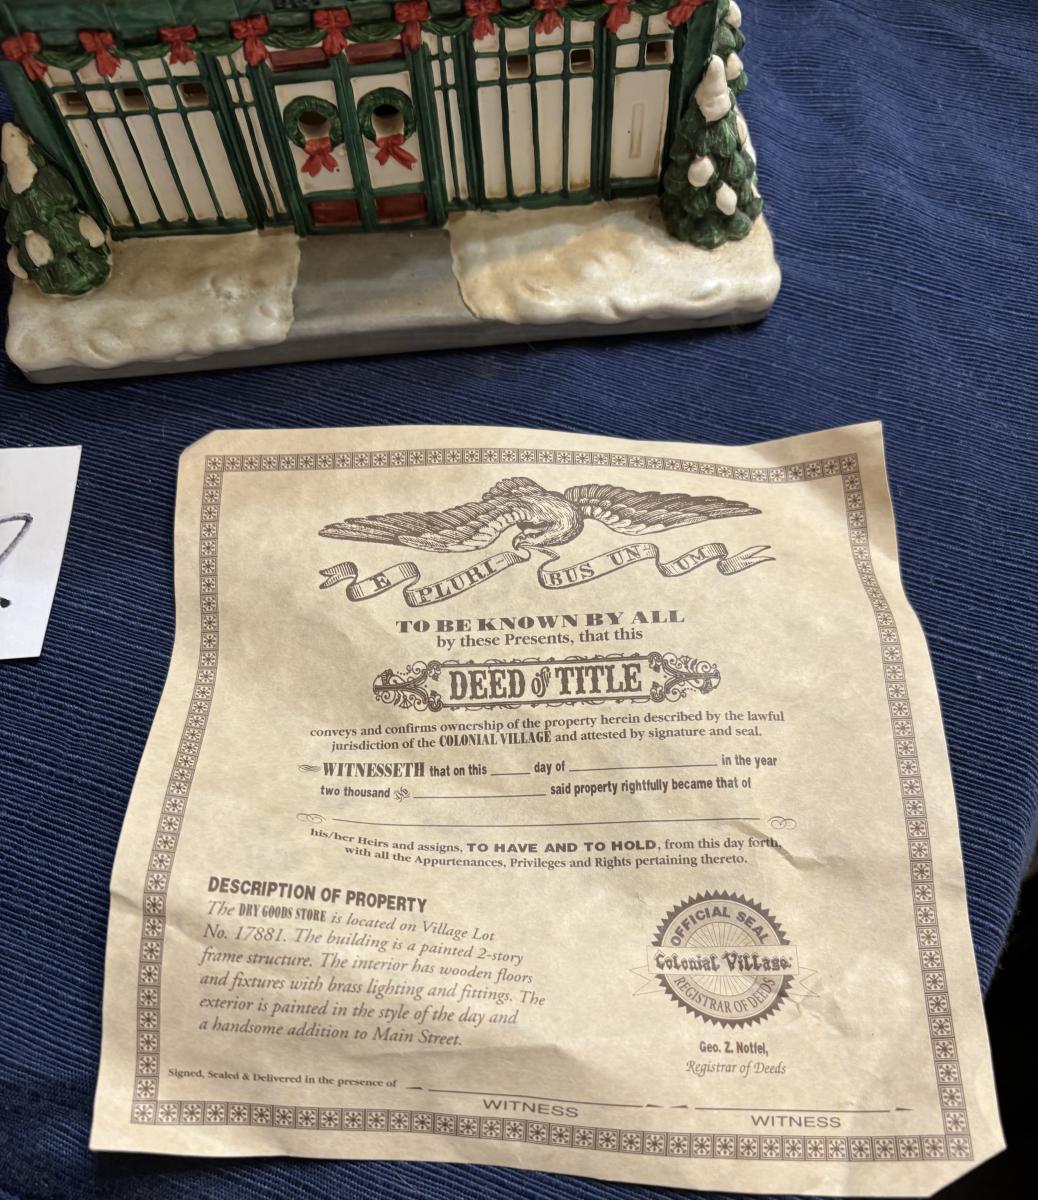 E PLURI- BUS UN- UM
TO BE KNOWN BY ALL
by these Presents, that this
DEED of TITLE
conveys and confirms ownership of the property herein described by the lawful
jurisdiction of the COLONIAL VILLAGE and attested by signature and seal.
WITNESSETH that on this _____ day of _____ in the year
two thousand _____ said property rightfully became that of
his/her Heirs and assigns, TO HAVE AND TO HOLD, from this day forth,
with all the Appurtenances, Privileges and Rights pertaining thereto.
DESCRIPTION OF PROPERTY
The DRY GOODS STORE is located on Village Lot
No. 17881. The building is a painted 2-story
frame structure. The interior has wooden floors
and fixtures with brass lighting and fittings. The
exterior is painted in the style of the day and
a handsome addition to Main Street.
OFFICIAL SEAL
Colonial Village
REGISTRAR OF DEEDS
Geo. Z. Notfel,
Registrar of Deeds
Signed, Sealed & Delivered in the presence of
WITNESS
WITNESS